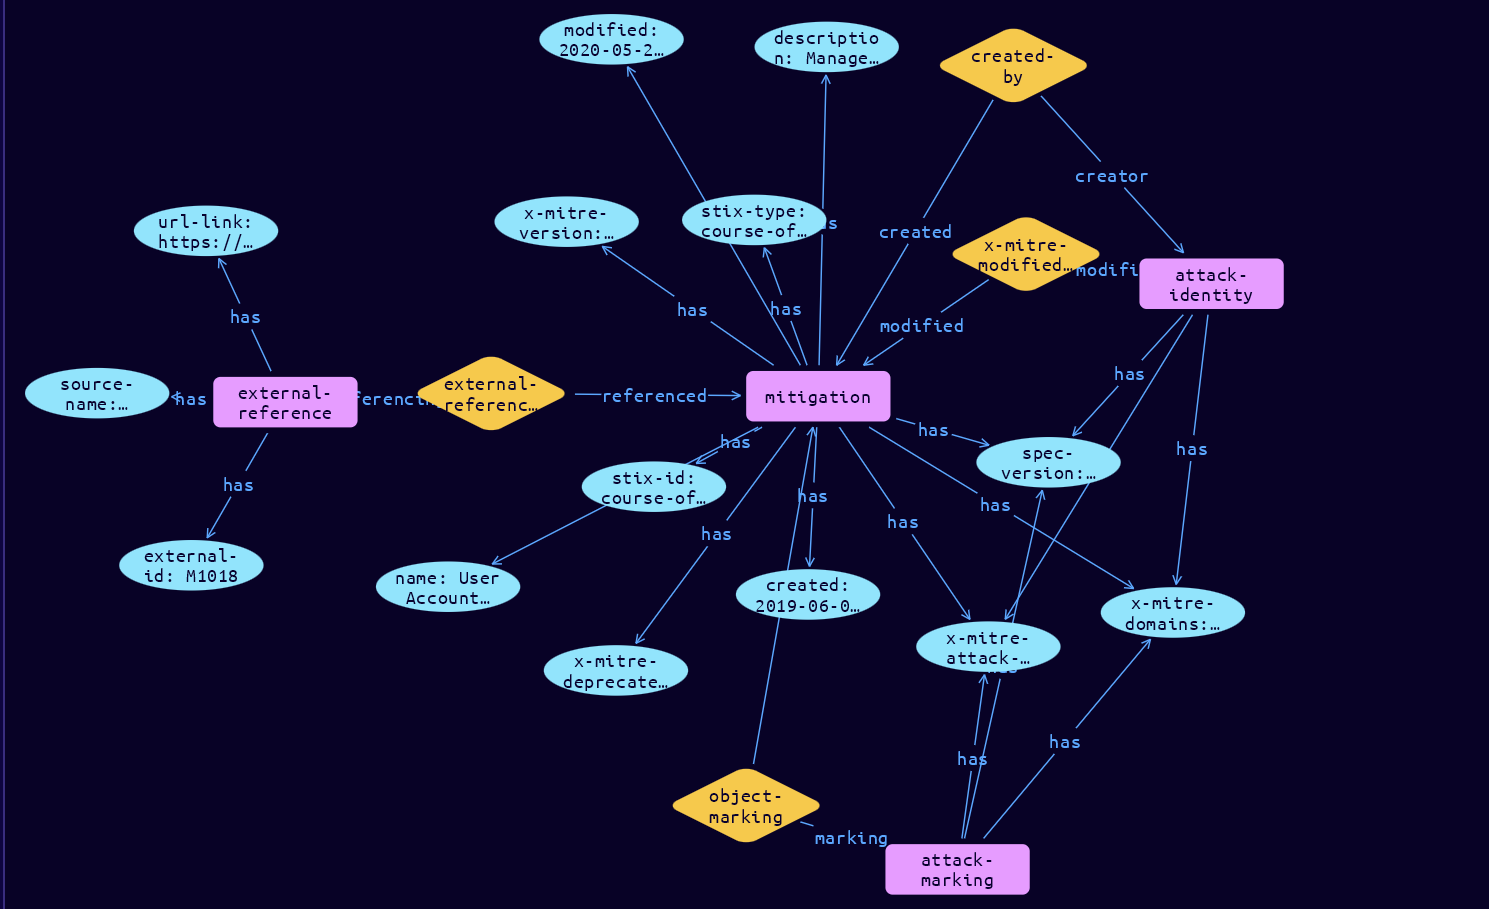 modified:
2020-05-2…
descriptio
n: Manage…
created-
by
creator
url-link:
https://…
x-mitre-
version:…
stix-type:
course-of…
created
x-mitre-
modified…
modifi
attack-
identity
has
has
has
modified
source-
name:…
has
external-
reference
external-
referenc…
referenced
mitigation
has
has
has
spec-
version:…
has
has
stix-id:
course-of…
has
has
has
has
external-
id: M1018
name: User
Account…
created:
2019-06-0…
x-mitre-
domains:…
x-mitre-
deprecate…
x-mitre-
attack-…
has
has
object-
marking
marking
attack-
marking